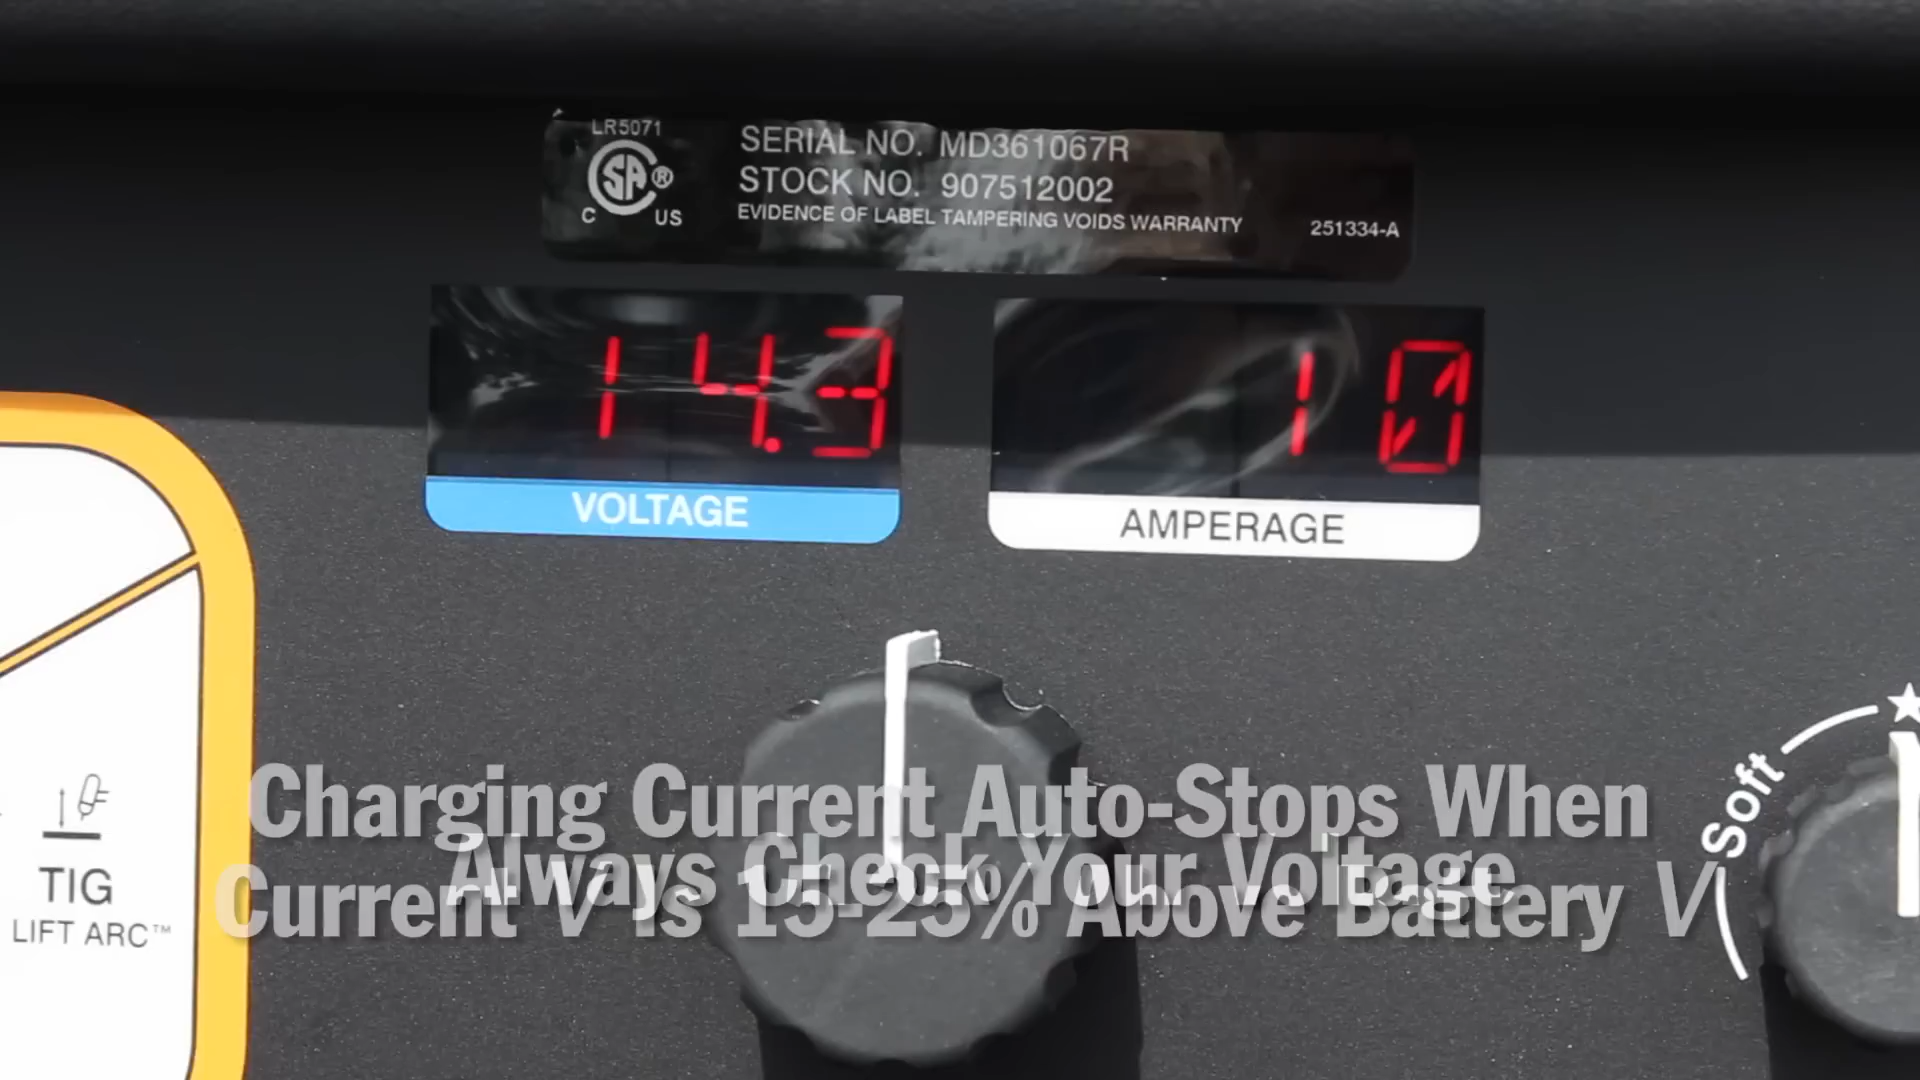 LR5071
SA®
C US
SERIAL NO. MD361067R
STOCK NO. 907512002
EVIDENCE OF LABEL TAMPERING VOIDS WARRANTY
251334-A
14.3
10
VOLTAGE
AMPERAGE
Soft
TIG
LIFT ARC™
Charging Current Auto-Stops When
Current V is 15-25% Above Battery V
Always Check Your Voltage